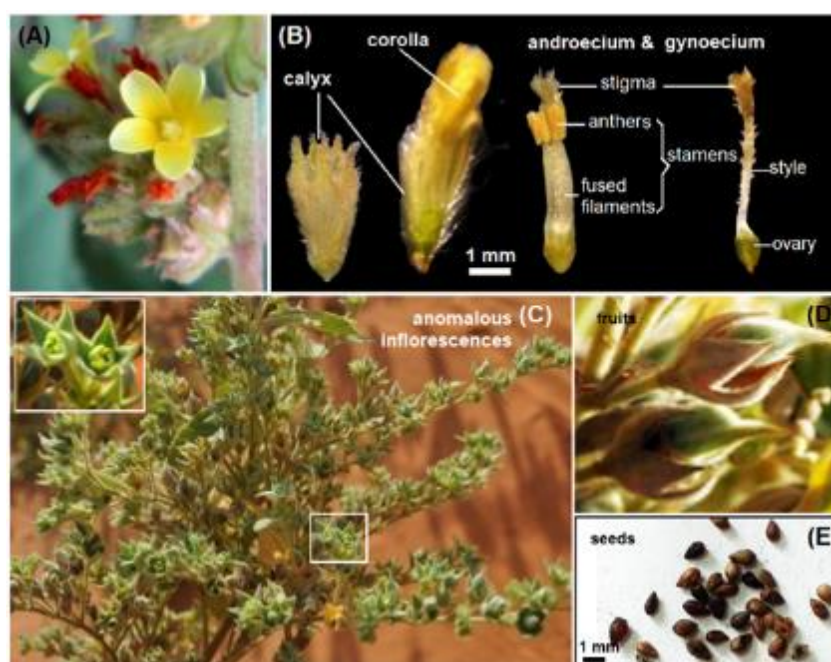 (A)
(B)
corolla
calyx
androecium & gynoecium
stigma
anthers
stamens
style
fused
filaments
ovary
1 mm
anomalous (C)
inflorescences
fruits
(D)
seeds
(E)
1 mm